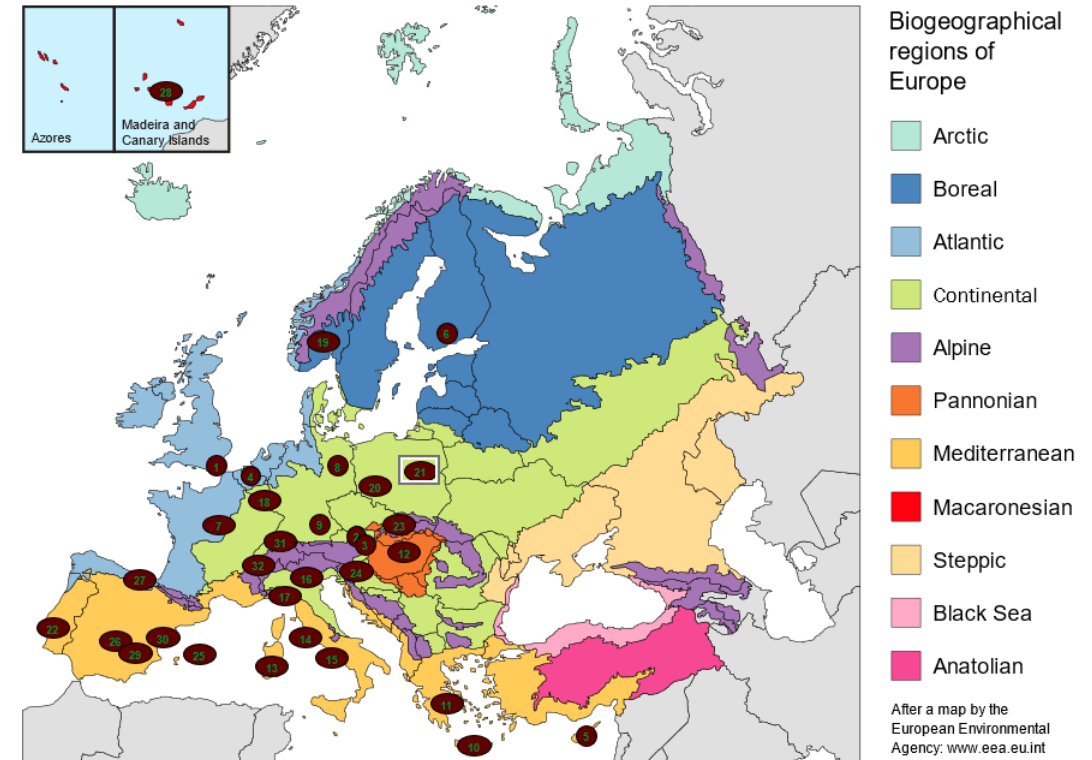 Biogeographical
regions of
Europe
Arctic
Boreal
Atlantic
Continental
Alpine
Pannonian
Mediterranean
Macaronesian
Steppic
Black Sea
Anatolian
After a map by the
European Environmental
Agency: www.eea.eu.int
Azores
Madeira and
Canary Islands
28
19
6
1
4
8
21
20
18
7
9
23
2
3
12
31
32
24
16
27
17
22
26
30
29
25
14
15
13
11
10
5